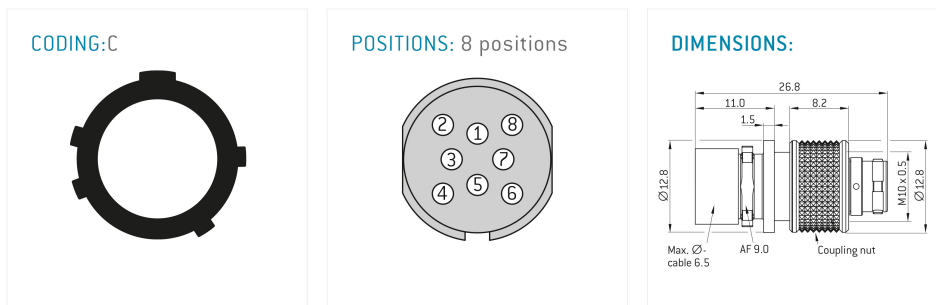 CODING:C
POSITIONS: 8 positions
2
1
8
3
7
4
5
6
DIMENSIONS:
26.8
11.0
8.2
1.5
Ø12.8
M10 x 0.5
Ø12.8
Max. Ø-
cable 6.5
AF 9.0
Coupling nut